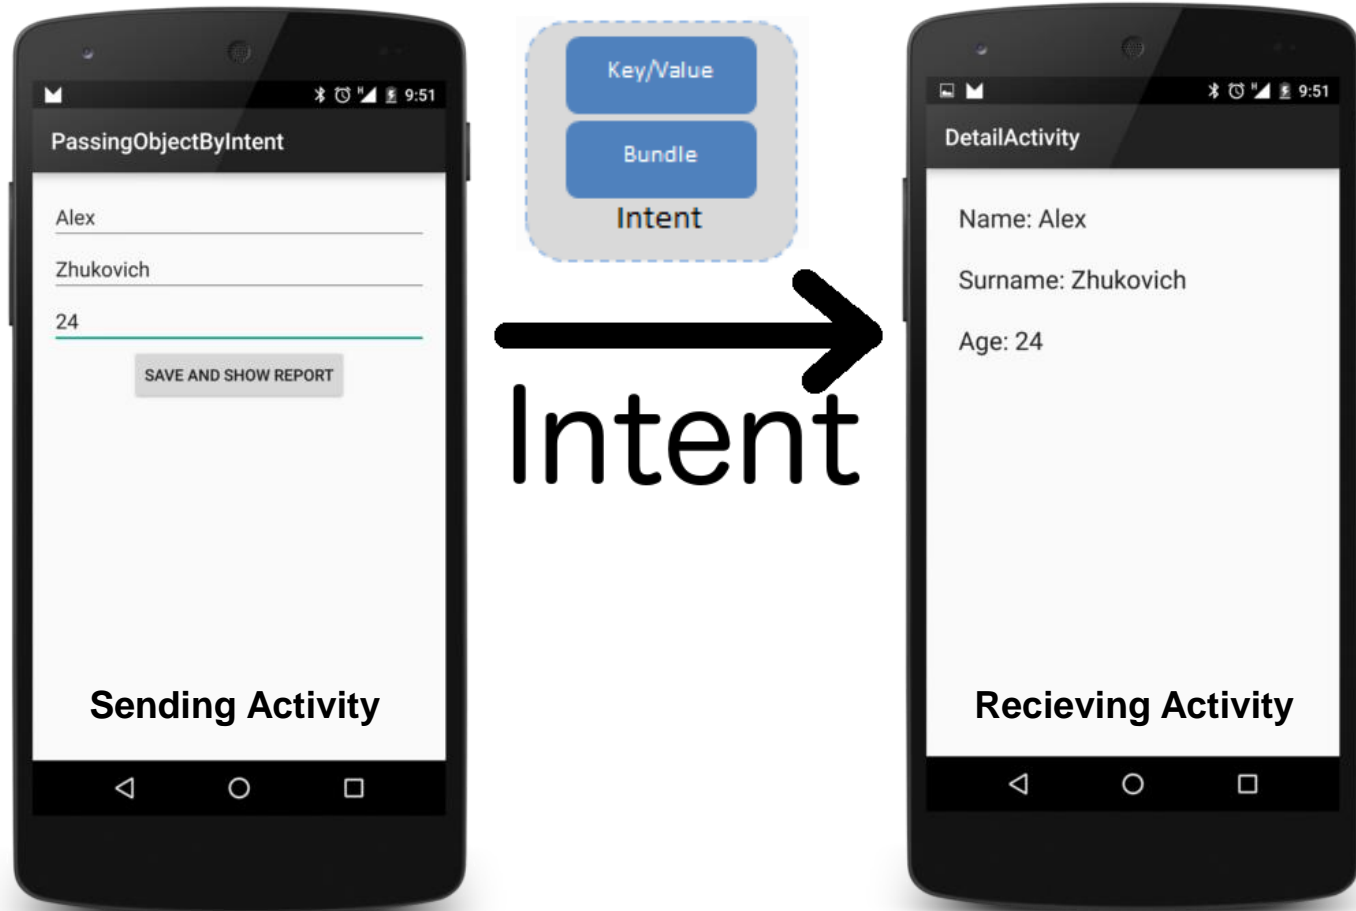 9:51
PassingObjectByIntent
Alex
Zhukovich
24
SAVE AND SHOW REPORT
Sending Activity
Key/Value
Bundle
Intent
Intent
H
9:51
DetailActivity
Name: Alex
Surname: Zhukovich
Age: 24
Recieving Activity